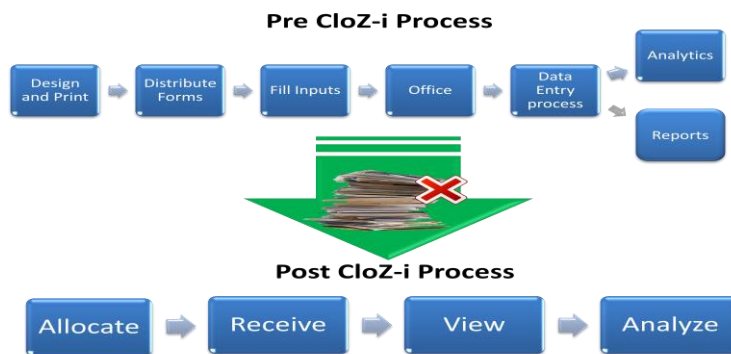 Pre CloZ-i Process
Design
and Print
Distribute
Forms
Fill Inputs
Office
Data
Entry
process
Analytics
Reports
Post CloZ-i Process
Allocate
Receive
View
Analyze